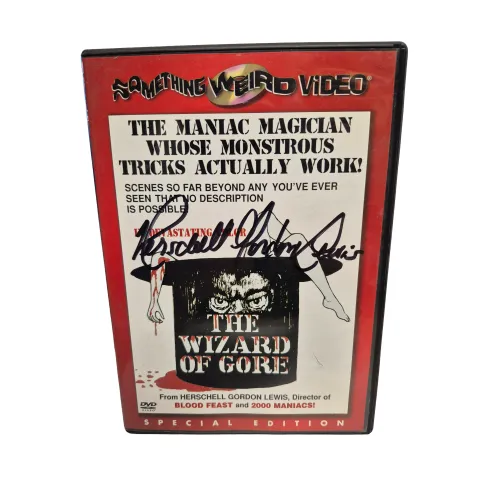 SOMETHING WEIRD VIDEO
THE MANIAC MAGICIAN
WHOSE MONSTROUS
TRICKS ACTUALLY WORK!
SCENES SO FAR BEYOND ANY YOU'VE EVER
SEEN THAT NO DESCRIPTION
IS POSSIBLE
Herschell Gordon Lewis
THE
WIZARD
OF GORE
From HERSCHELL GORDON LEWIS, Director of
BLOOD FEAST and 2000 MANIACS!
DVD
SPECIAL EDITION